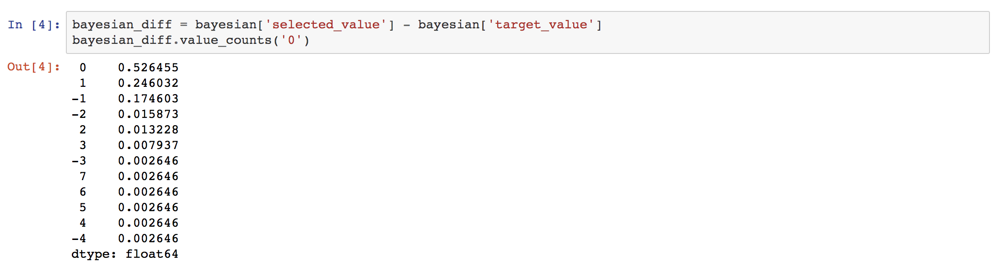 In [4]: bayesian_diff = bayesian['selected_value'] - bayesian['target_value']
bayesian_diff.value_counts('0')
Out[4]: 0 0.526455
1 0.246032
-1 0.174603
-2 0.015873
2 0.013228
3 0.007937
-3 0.002646
7 0.002646
6 0.002646
5 0.002646
4 0.002646
-4 0.002646
dtype: float64